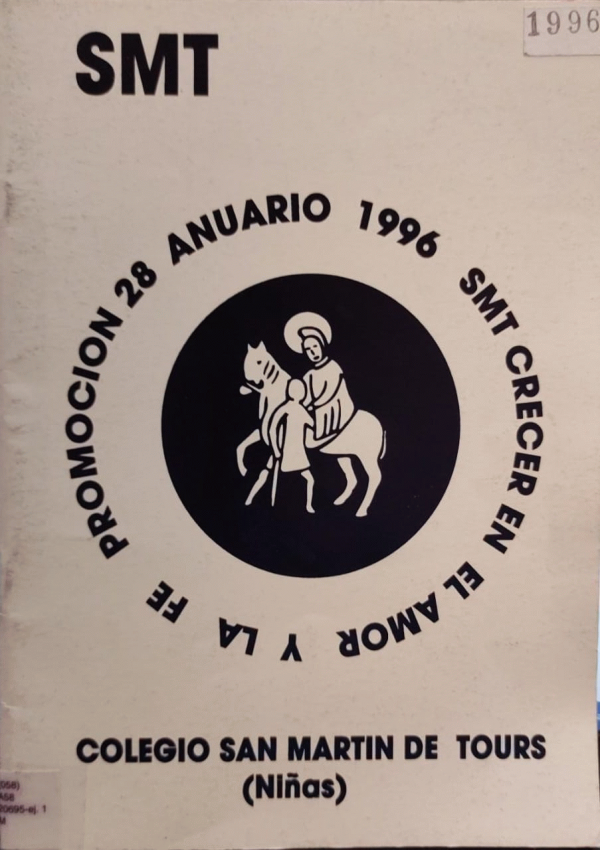 1996
SMT
PROMOCION 28 ANUARIO 1996 SMT CRECER EN EL AMOR Y LA FE
COLEGIO SAN MARTIN DE TOURS
(Niñas)